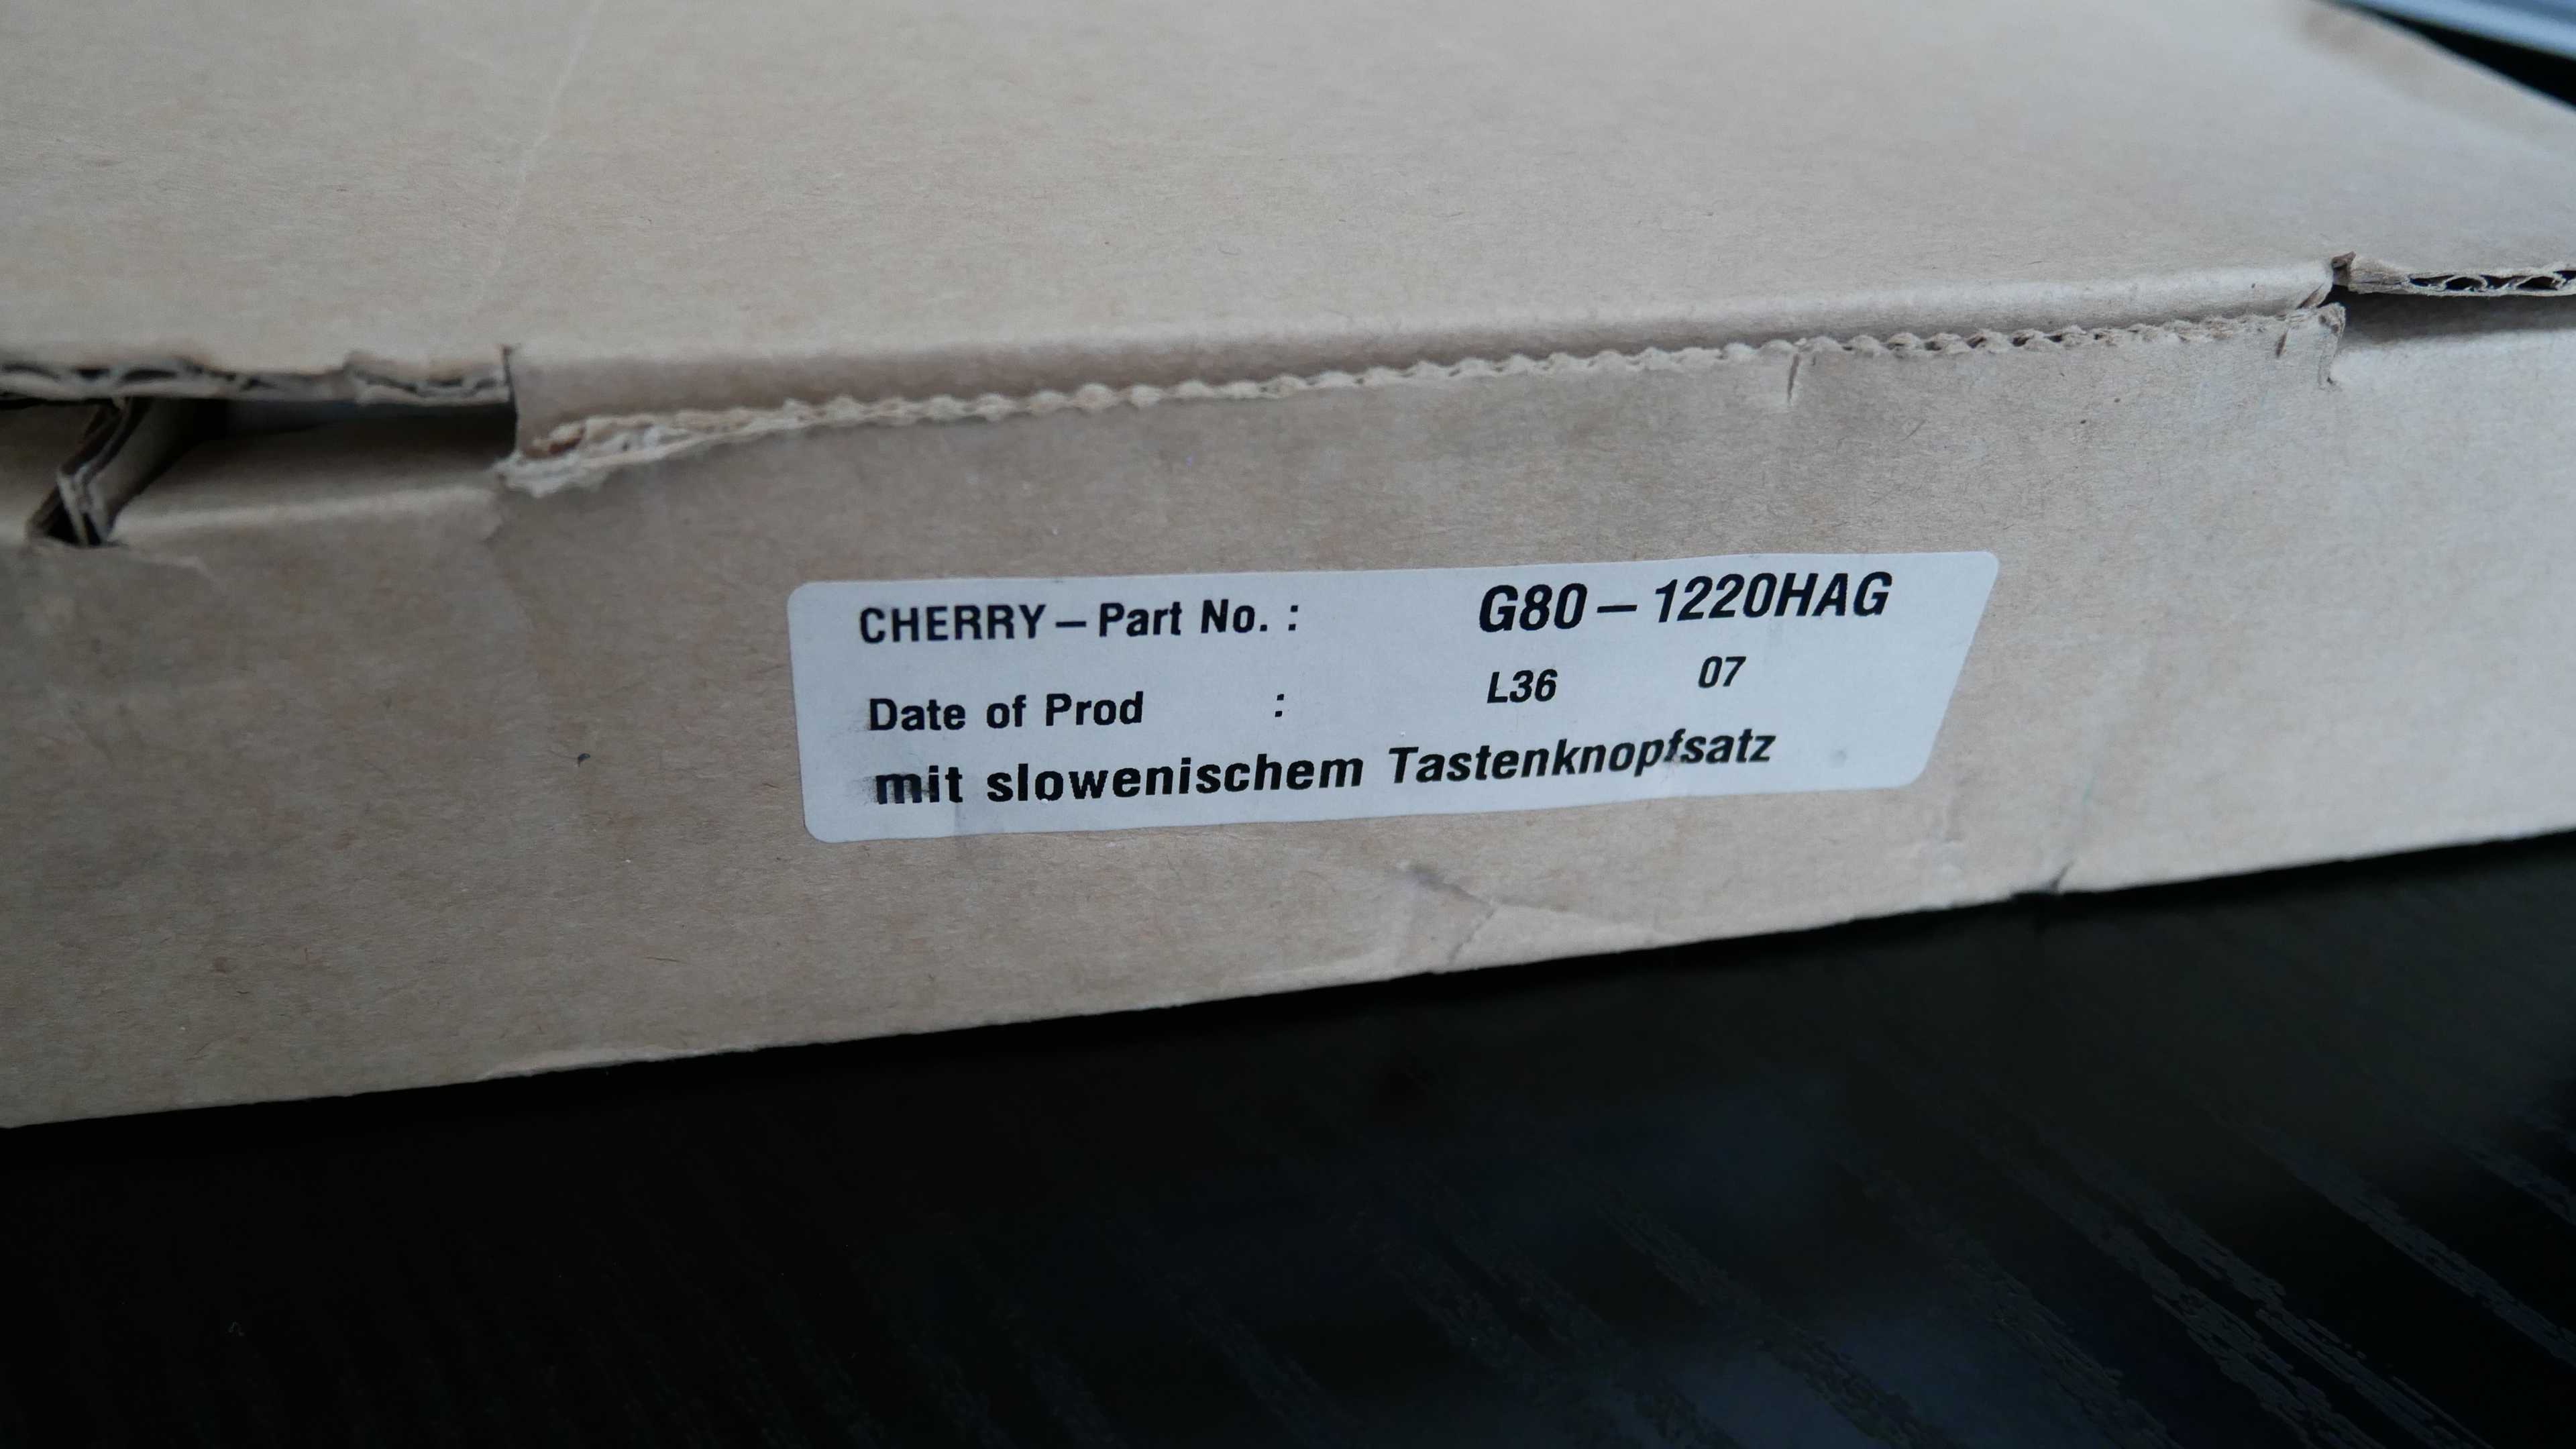 CHERRY – Part No. : G80 – 1220HAG
Date of Prod : L36 07
mit slowenischem Tastenknopfsatz